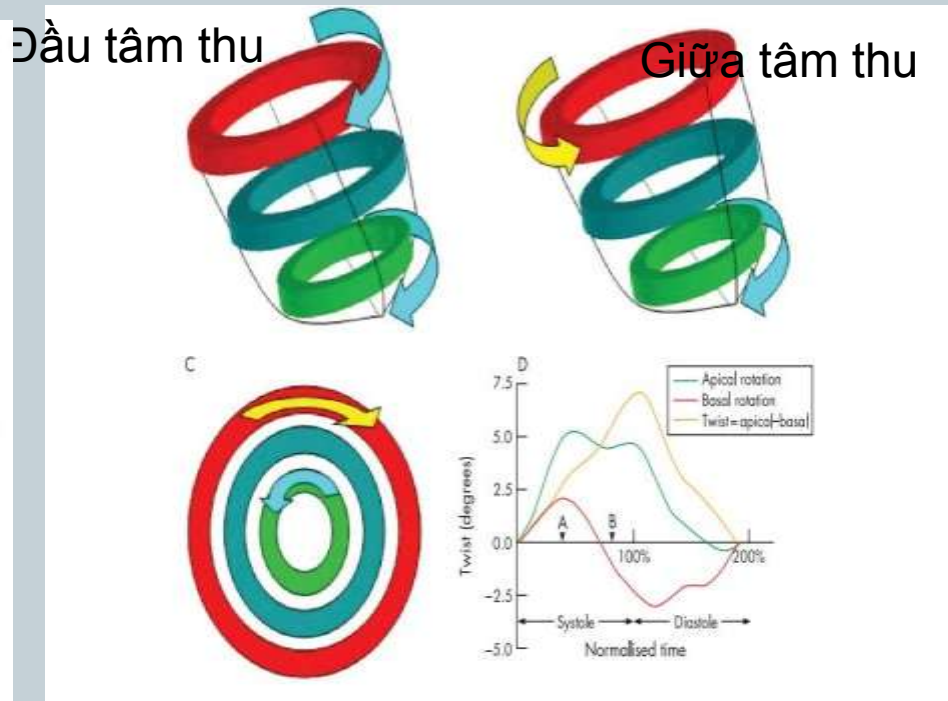 Đầu tâm thu
Giữa tâm thu
C
D
7.5
5.0
2.5
0.0
−2.5
−5.0
Twist (degrees)
Apical rotation
Basal rotation
Twist=apical–basal
A
B
100%
200%
Systole
Diastole
Normalised time